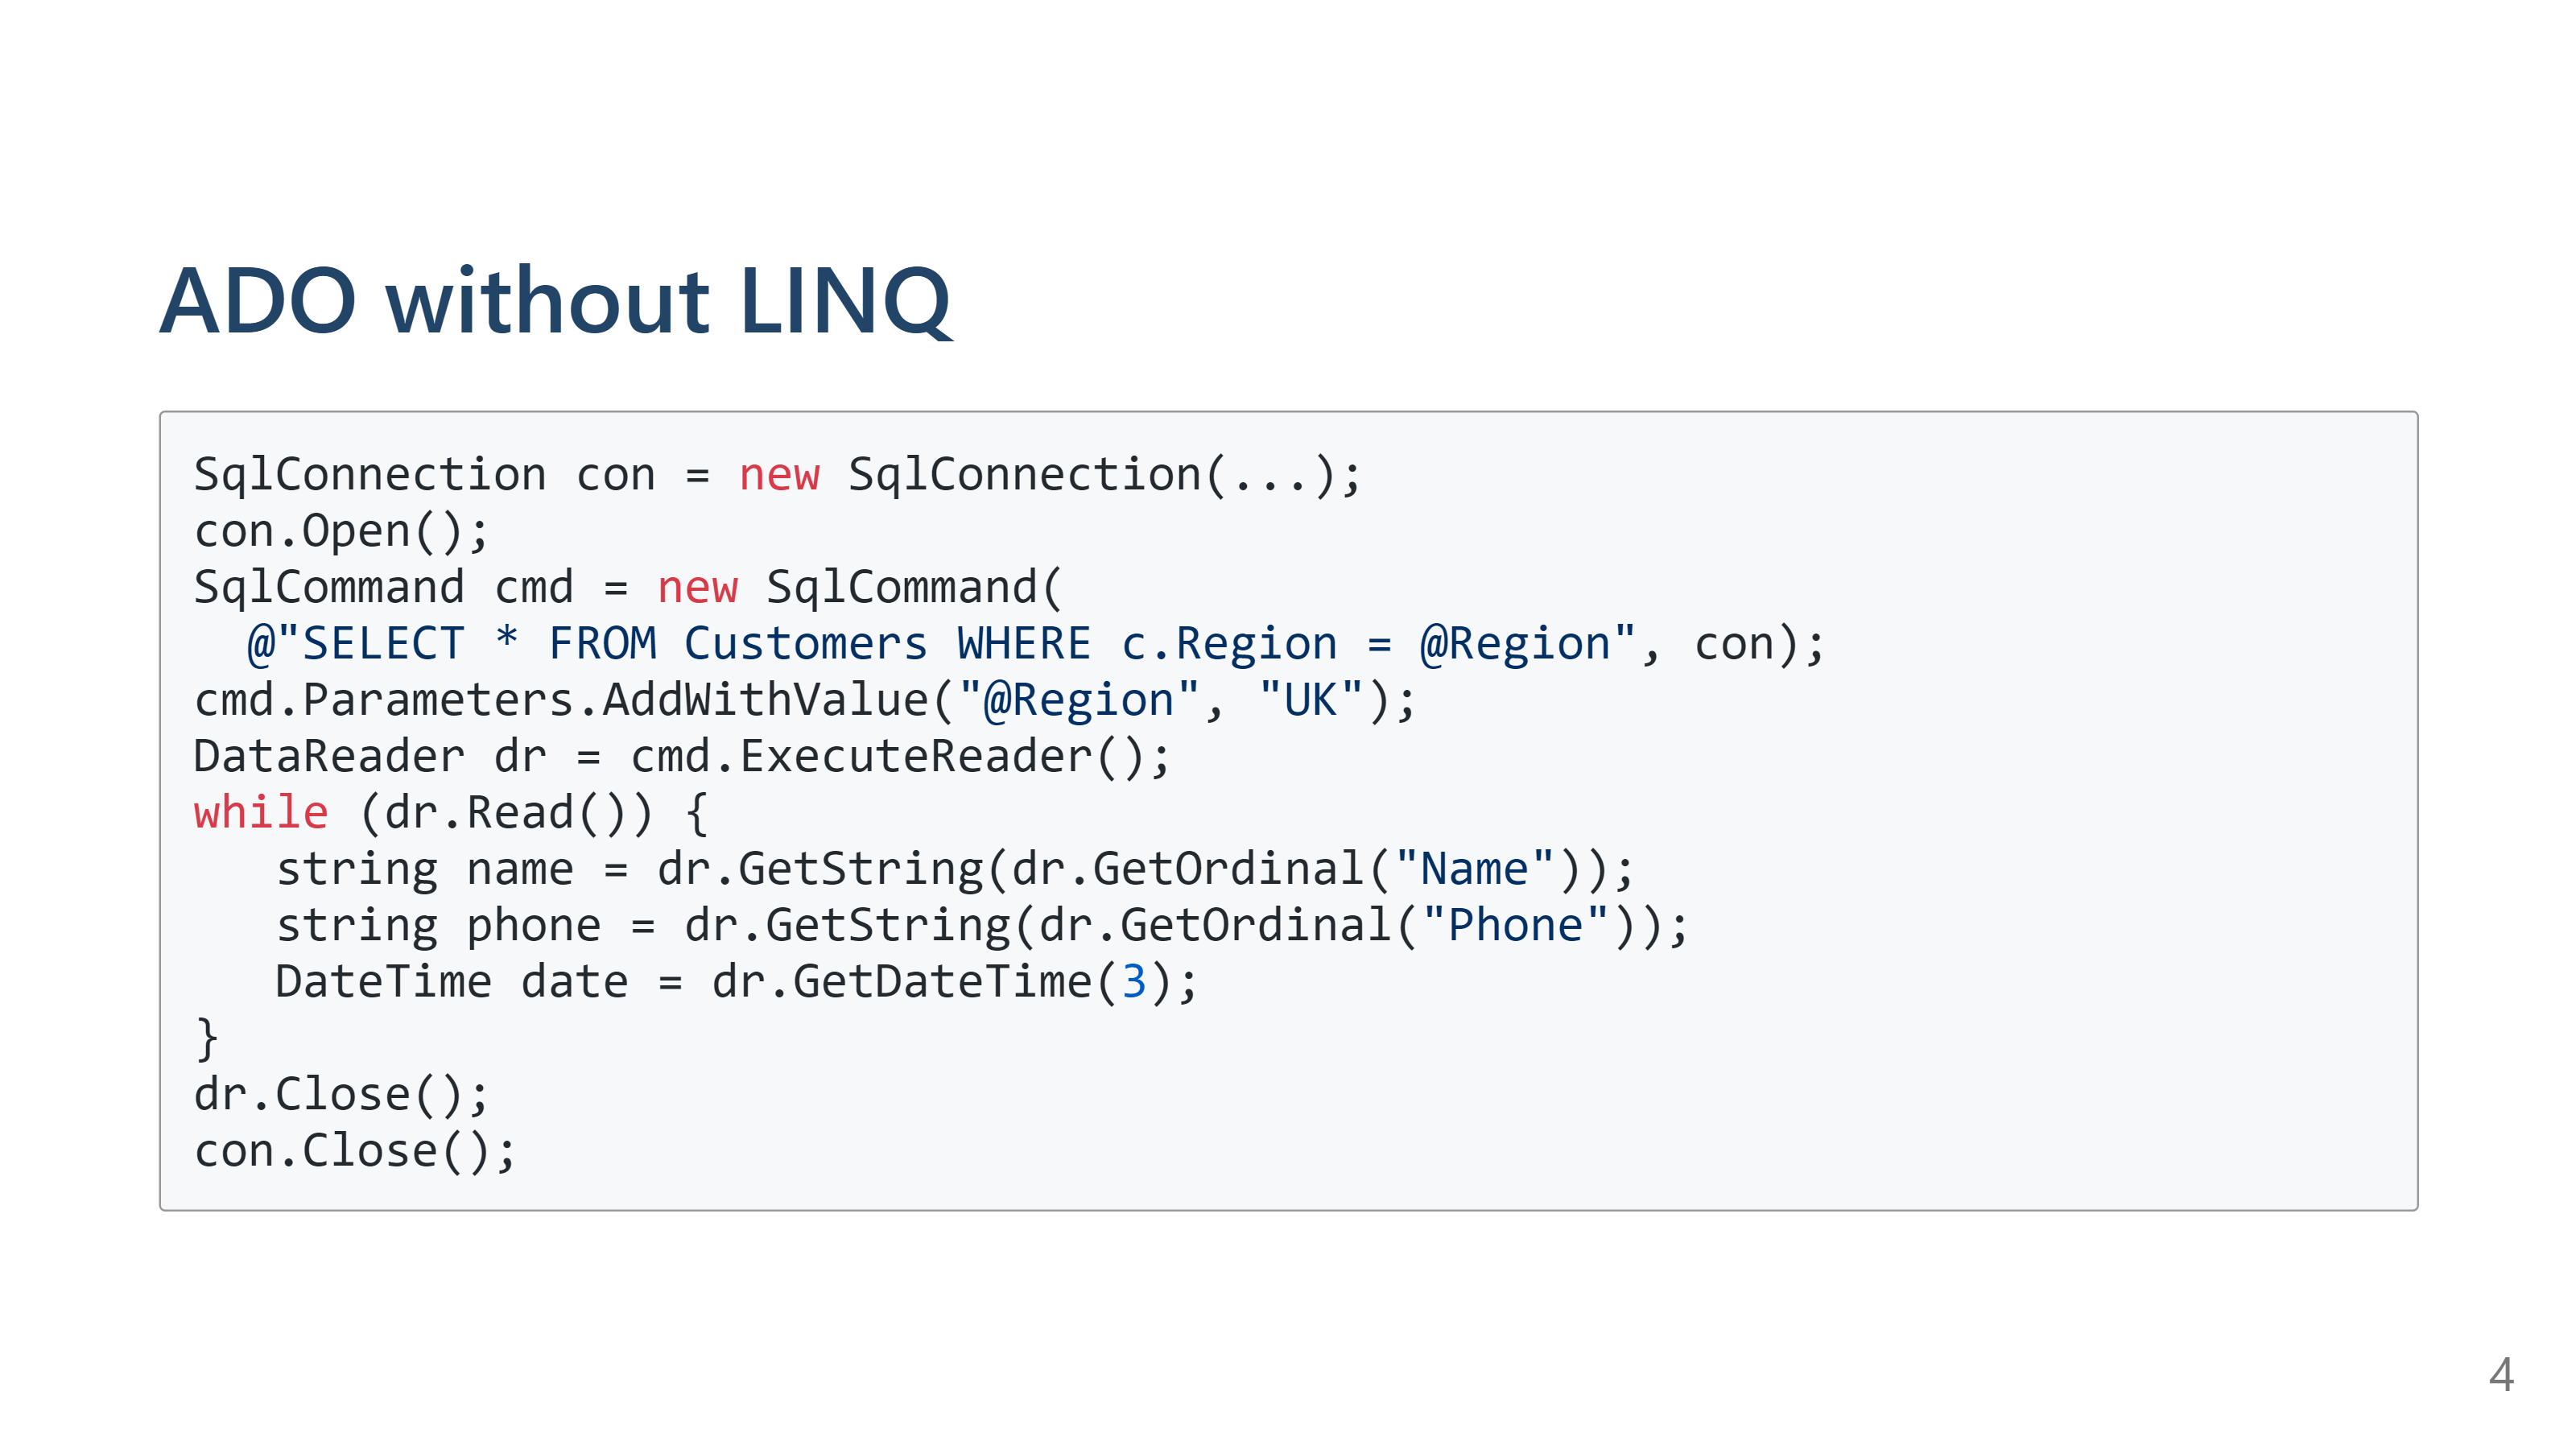 ADO without LINQ
SqlConnection con = new SqlConnection(...);
con.Open();
SqlCommand cmd = new SqlCommand(
  @"SELECT * FROM Customers WHERE c.Region = @Region", con);
cmd.Parameters.AddWithValue("@Region", "UK");
DataReader dr = cmd.ExecuteReader();
while (dr.Read()) {
   string name = dr.GetString(dr.GetOrdinal("Name"));
   string phone = dr.GetString(dr.GetOrdinal("Phone"));
   DateTime date = dr.GetDateTime(3);
}
dr.Close();
con.Close();
4